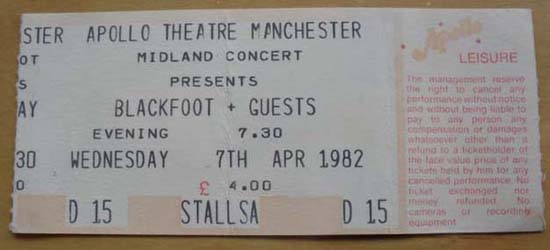 STER APOLLO THEATRE MANCHESTER
OT MIDLAND CONCERT
S PRESENTS
AY BLACKFOOT + GUESTS
EVENING 7.30
30 WEDNESDAY 7TH APR 1982
0 £ 4.00
D 15 STALLSA D 15
Apollo
LEISURE
The management reserve
the right to cancel any
performance without notice
and without being liable to
pay to any person any
compensation or damages
whatsoever other than a
refund to a ticketholder of
the face value price of any
tickets held by him for any
cancelled performance. No
ticket exchanged nor
money refunded. No
cameras or recording
equipment.